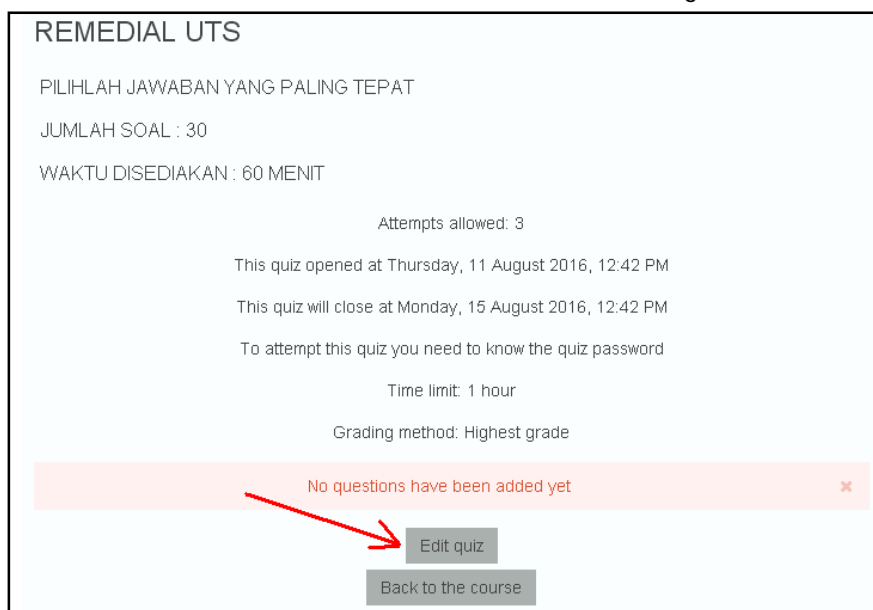 REMEDIAL UTS
PILIHLAH JAWABAN YANG PALING TEPAT
JUMLAH SOAL : 30
WAKTU DISEDIAKAN : 60 MENIT
Attempts allowed: 3
This quiz opened at Thursday, 11 August 2016, 12:42 PM
This quiz will close at Monday, 15 August 2016, 12:42 PM
To attempt this quiz you need to know the quiz password
Time limit: 1 hour
Grading method: Highest grade
No questions have been added yet
Edit quiz
Back to the course